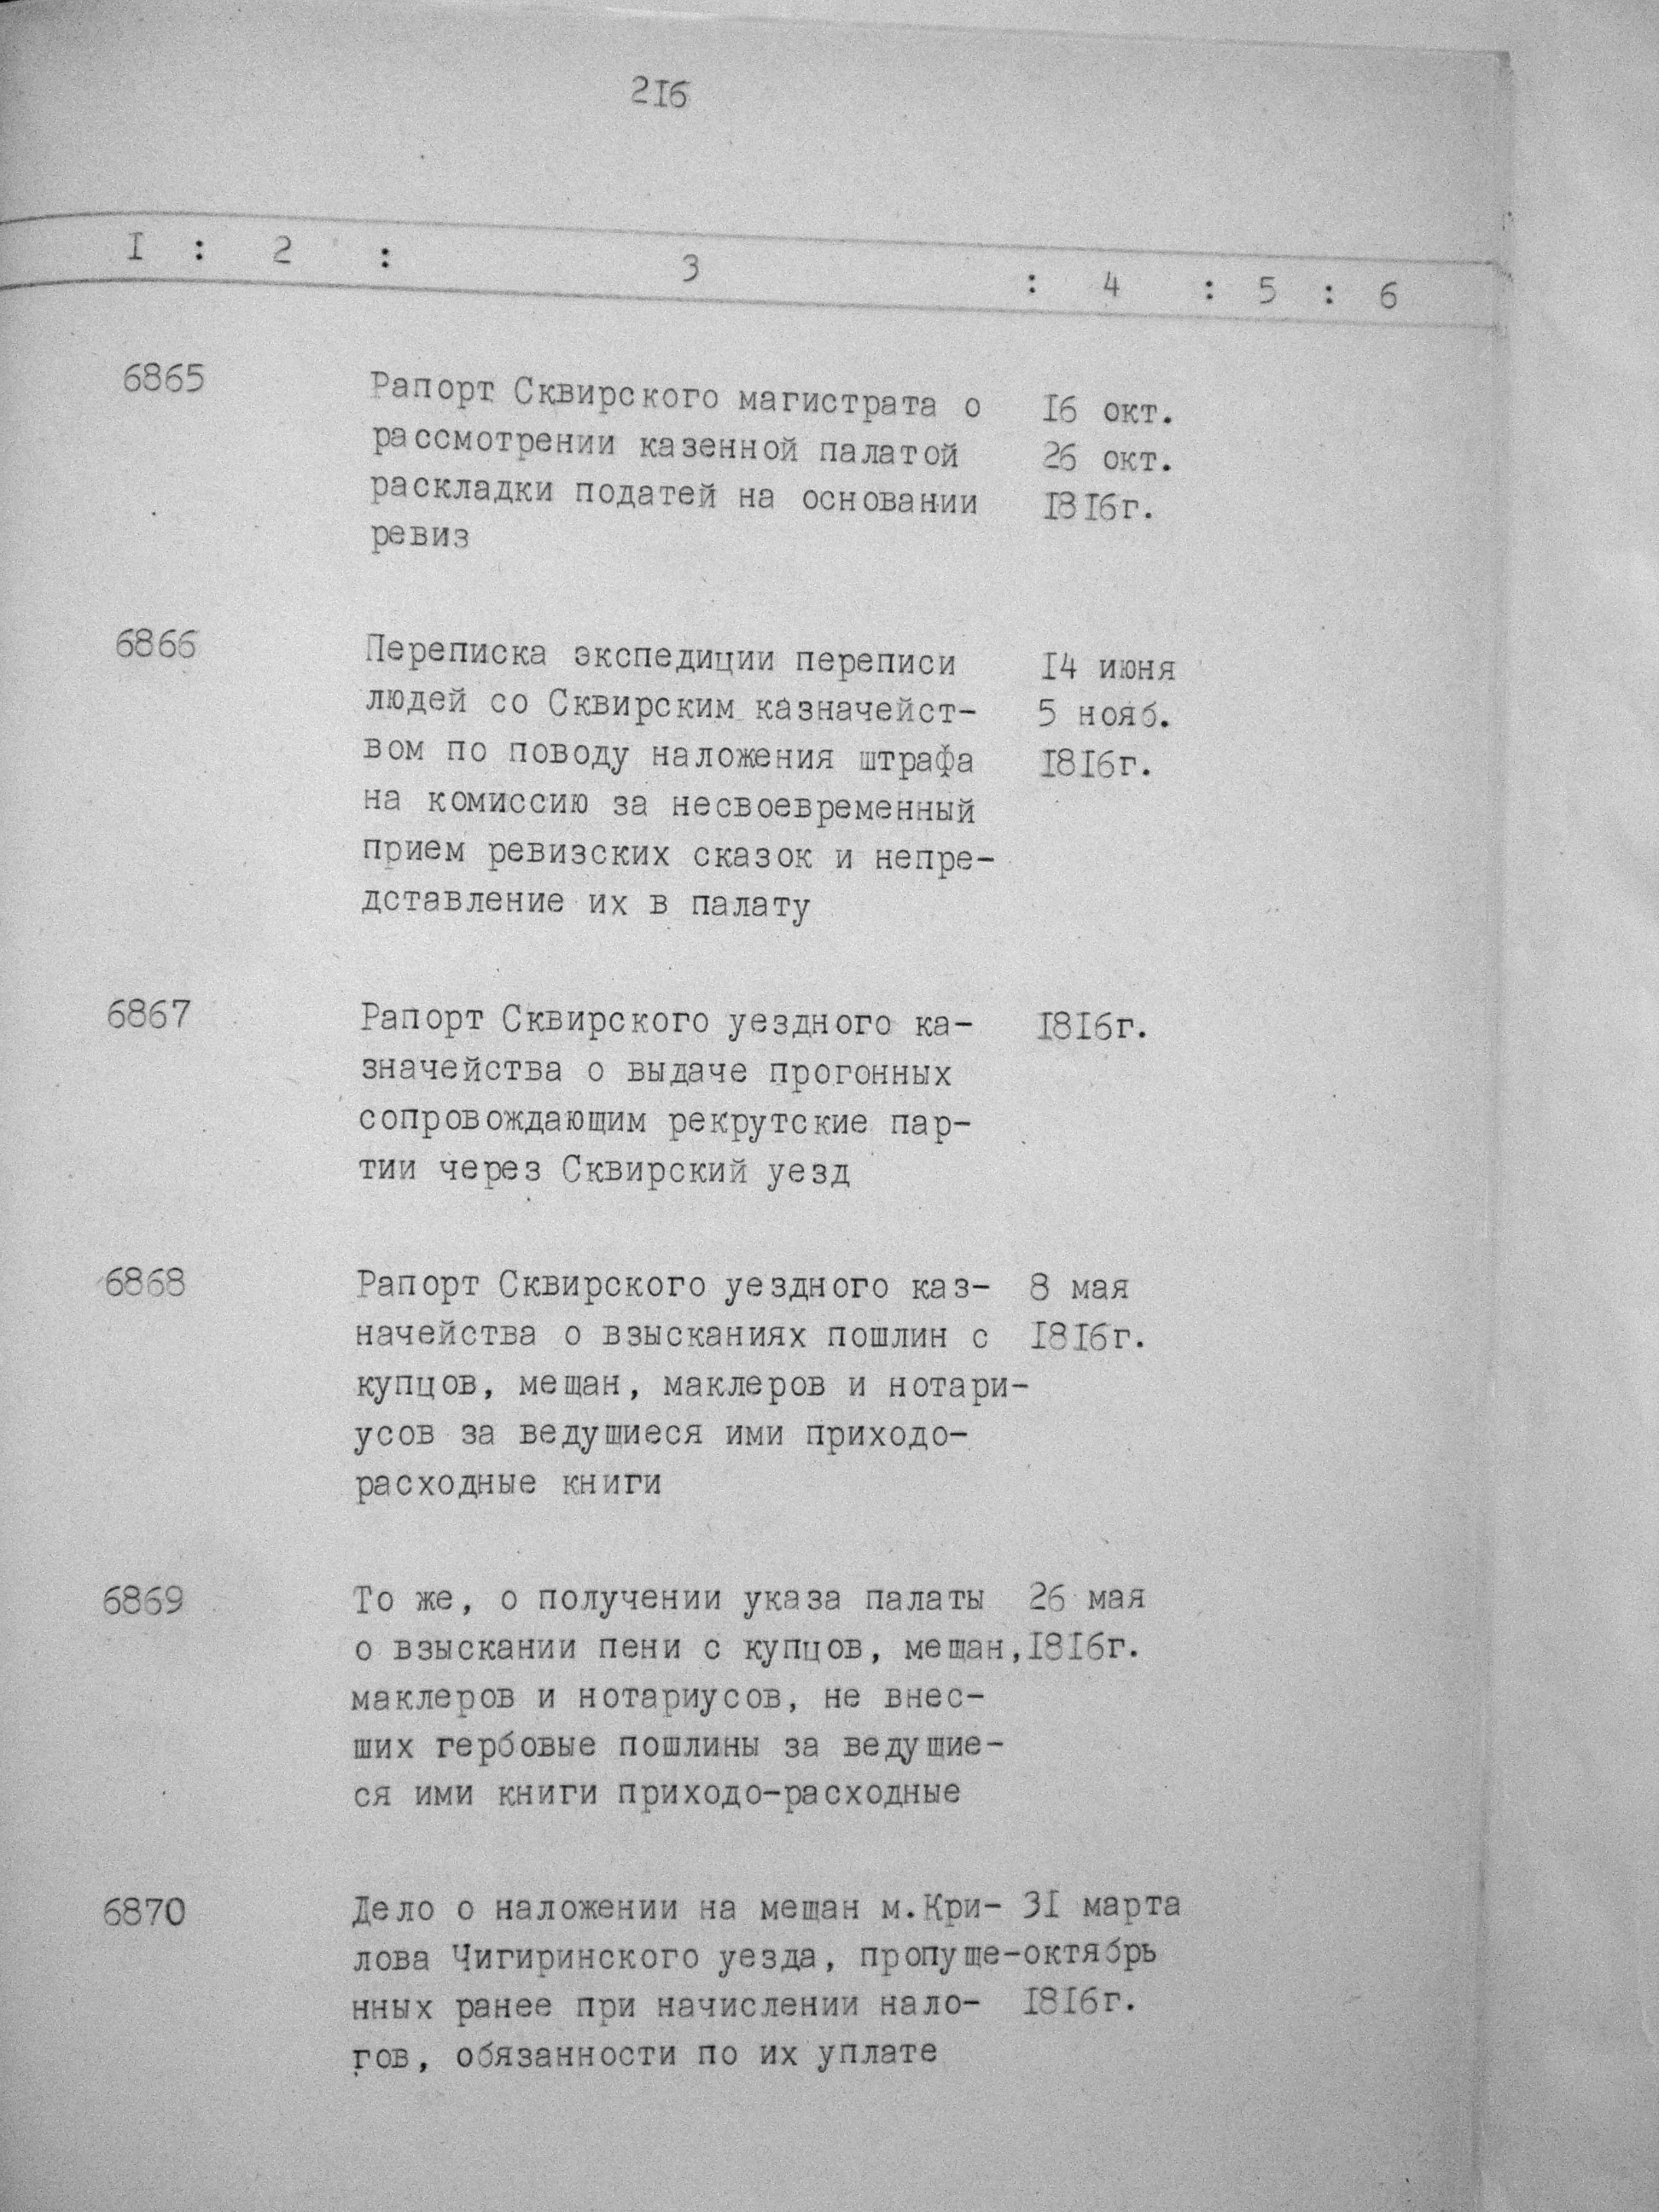 216
I : 2 : 3 : 4 : 5 : 6
6865 Рапорт Сквирского магистрата о 16 окт.
рассмотрении казенной палатой 26 окт.
раскладки податей на основании 1816г.
ревиз
6866 Переписка экспедиции переписи 14 июня
людей со Сквирским казначейст- 5 нояб.
вом по поводу наложения штрафа 1816г.
на комиссию за несвоевременный
прием ревизских сказок и непре-
дставление их в палату
6867 Рапорт Сквирского уездного ка- 1816г.
значейства о выдаче прогонных
сопровождающим рекрутские пар-
тии через Сквирский уезд
6868 Рапорт Сквирского уездного каз- 8 мая
начейства о взысканиях пошлин с 1816г.
купцов, мещан, маклеров и нотари-
усов за ведущиеся ими приходо-
расходные книги
6869 То же, о получении указа палаты 26 мая
о взыскании пени с купцов, мещан, 1816г.
маклеров и нотариусов, не внес-
ших гербовые пошлины за ведущие-
ся ими книги приходо-расходные
6870 Дело о наложении на мещан м.Кри- 31 марта
лова Чигиринского уезда, пропуще- октябрь
нных ранее при начислении нало- 1816г.
гов, обязанности по их уплате